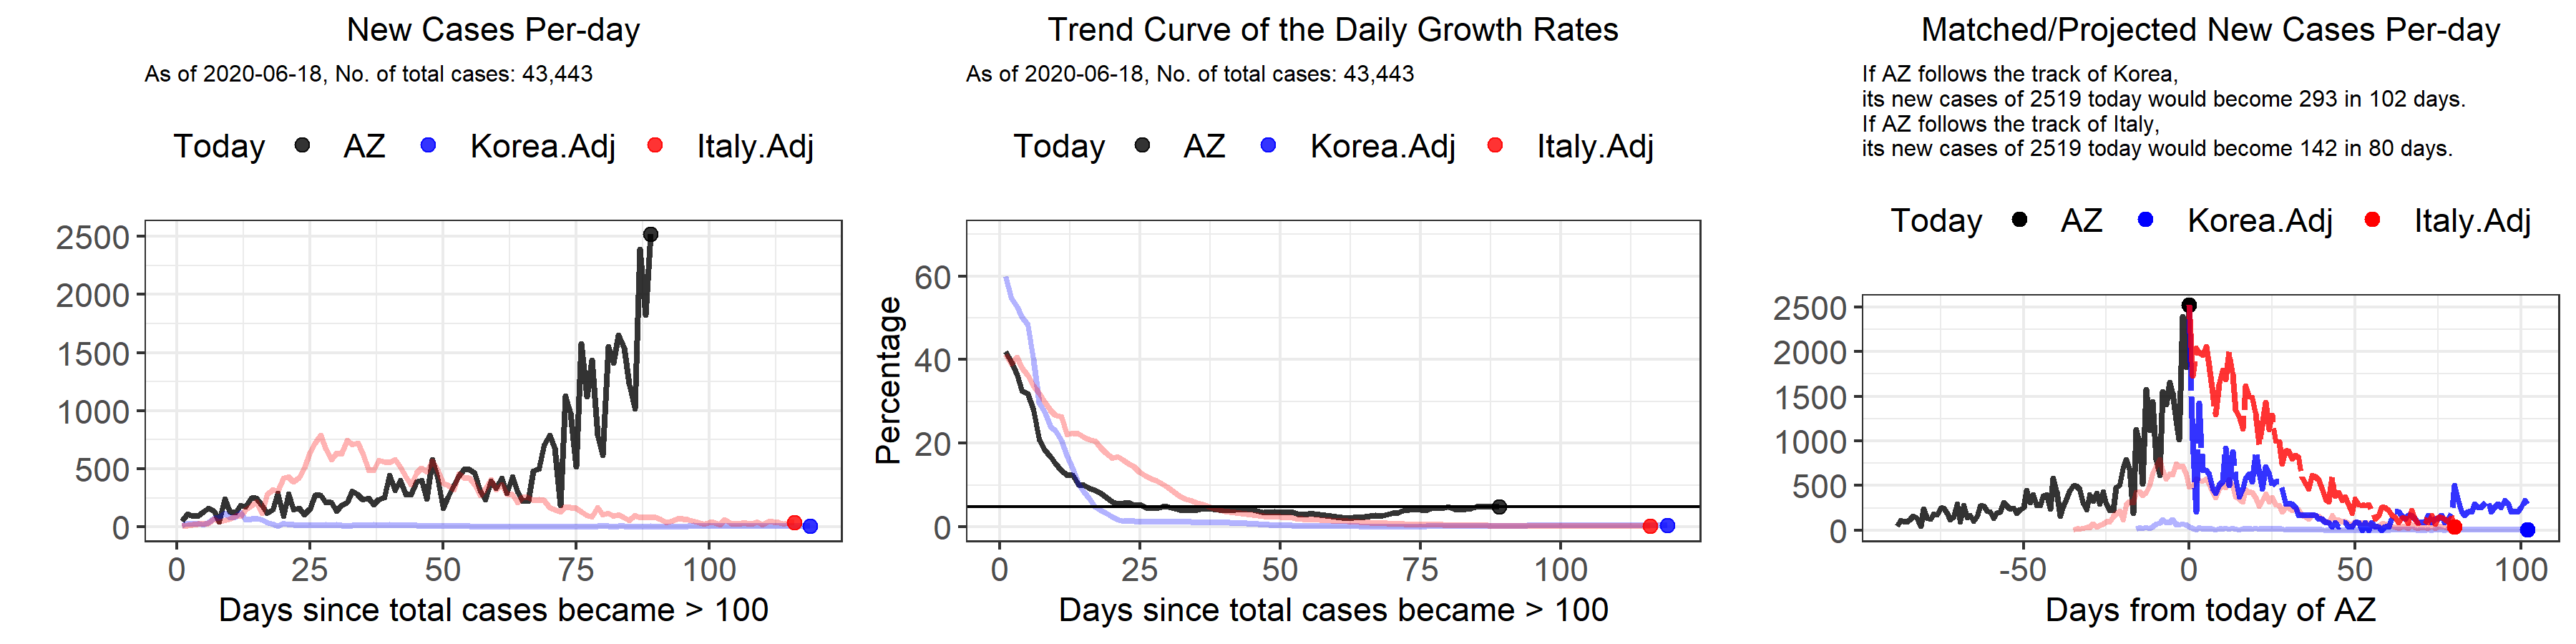 New Cases Per-day
As of 2020-06-18, No. of total cases: 43,443
Today AZ Korea.Adj Italy.Adj
2500
2000
1500
1000
500
0
0 25 50 75 100
Days since total cases became > 100
Trend Curve of the Daily Growth Rates
As of 2020-06-18, No. of total cases: 43,443
Today AZ Korea.Adj Italy.Adj
Percentage
60
40
20
0
0 25 50 75 100
Days since total cases became > 100
Matched/Projected New Cases Per-day
If AZ follows the track of Korea,
its new cases of 2519 today would become 293 in 102 days.
If AZ follows the track of Italy,
its new cases of 2519 today would become 142 in 80 days.
Today AZ Korea.Adj Italy.Adj
2500
2000
1500
1000
500
0
-50 0 50 100
Days from today of AZ